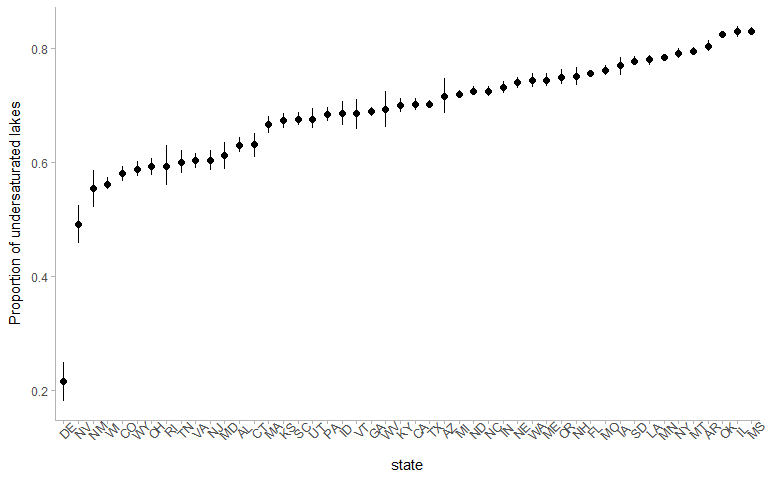 Proportion of undersaturated lakes
0.8
0.6
0.4
0.2
DE NV NM WI CO WY OH RI TN VA NJ MD AL CT MA KS SC UT PA ID VT GA WV KY CA TX AZ MI ND NC IN NE WA ME OR NH FL MO IA SD LA MN NY MT AR OK IL MS
state